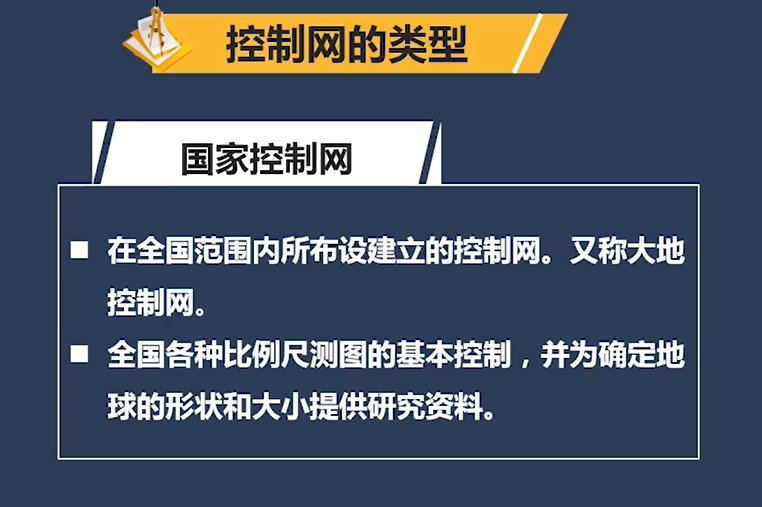 控制网的类型
国家控制网
■ 在全国范围内所布设建立的控制网。又称大地
控制网。
■ 全国各种比例尺测图的基本控制，并为确定地
球的形状和大小提供研究资料。